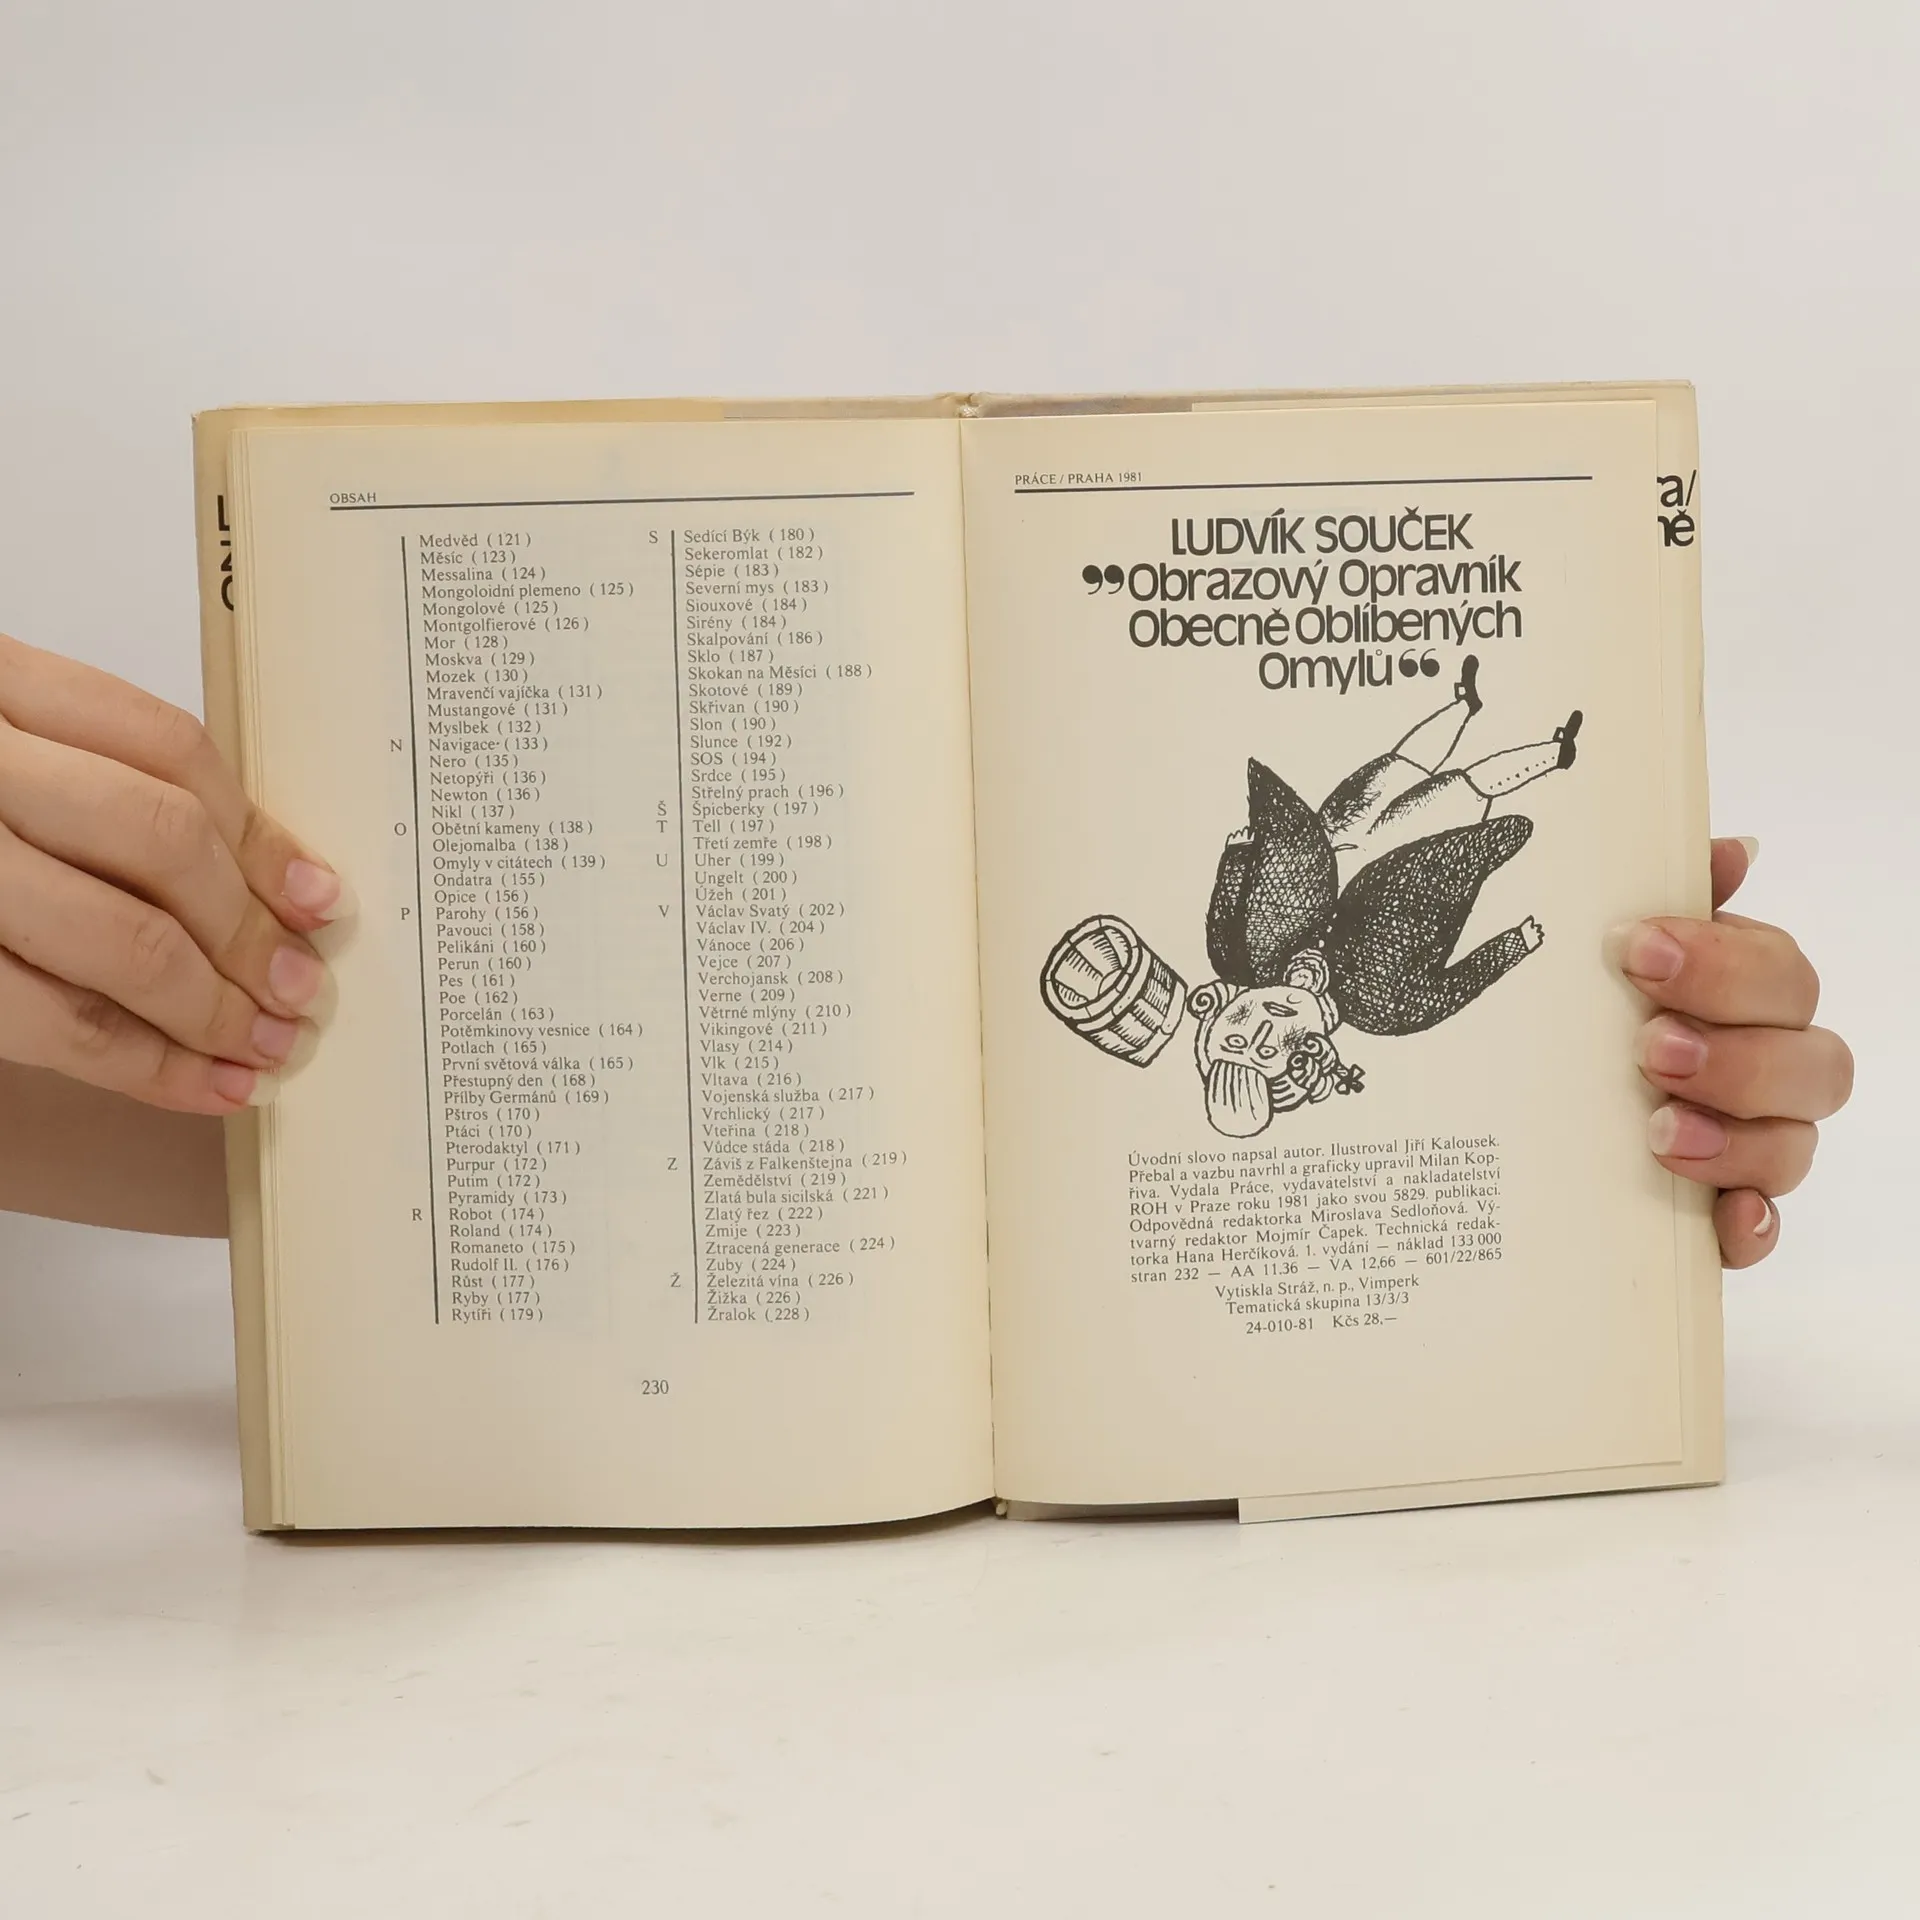 OBSAH
Medvěd (121)
Měsíc (123)
Messalina (124)
Mongoloidní plemeno (125)
Mongolové (125)
Montgolfierové (126)
Mor (128)
Moskva (129)
Mozek (130)
Mravenčí vajíčka (131)
Mustangové (131)
Myslbek (132)
N Navigace (133)
Nero (135)
Netopýři (136)
Newton (136)
Nikl (137)
O Obětní kameny (138)
Olejomalba (138)
Omyly v citátech (139)
Ondatra (155)
Opice (156)
P Parohy (156)
Pavouci (158)
Pelikáni (160)
Perun (160)
Pes (161)
Poe (162)
Porcelán (163)
Potěmkinovy vesnice (164)
Potlach (165)
První světová válka (165)
Přestupný den (168)
Přílby Germánů (169)
Pštros (170)
Ptáci (170)
Pterodaktyl (171)
Purpur (172)
Putim (172)
Pyramidy (173)
R Robot (174)
Roland (174)
Romaneto (175)
Rudolf II. (176)
Růst (177)
Ryby (177)
Rytíři (179)
S Sedící Býk (180)
Sekeromlat (182)
Sépie (183)
Severní mys (183)
Siouxové (184)
Sirény (184)
Skalpování (186)
Sklo (187)
Skokan na Měsíci (188)
Skotové (189)
Skřivan (190)
Slon (190)
Slunce (192)
SOS (194)
Srdce (195)
Střelný prach (196)
Š Špicberky (197)
T Tell (197)
Třetí zemře (198)
U Uher (199)
Ungelt (200)
Úžeh (201)
V Václav Svatý (202)
Václav IV. (204)
Vánoce (206)
Vejce (207)
Verchojansk (208)
Verne (209)
Větrné mlýny (210)
Vikingové (211)
Vlasy (214)
Vlk (215)
Vltava (216)
Vojenská služba (217)
Vrchlický (217)
Vteřina (218)
Vůdce stáda (218)
Z Záviš z Falkenštejna (219)
Zemědělství (219)
Zlatá bula sicilská (221)
Zlatý řez (222)
Zmije (223)
Ztracená generace (224)
Zuby (224)
Ž Železitá vína (226)
Žižka (226)
Žralok (228)
230
PRÁCE / PRAHA 1981
LUDVÍK SOUČEK
„Obrazový Opravník
Obecně Oblíbených
Omylů“
Úvodní slovo napsal autor. Ilustroval Jiří Kalousek.
Přebal a vazbu navrhl a graficky upravil Milan Kop-
řiva. Vydala Práce, vydavatelství a nakladatelství
ROH v Praze roku 1981 jako svou 5829. publikaci.
Odpovědná redaktorka Miroslava Sedloňová. Vý-
tvarný redaktor Mojmír Čapek. Technická redak-
torka Hana Herčíková. 1. vydání — náklad 133 000
stran 232 — AA 11.36 — VA 12,66 — 601/22/865
Vytiskla Stráž, n. p., Vimperk
Tematická skupina 13/3/3
24-010-81 Kčs 28,—